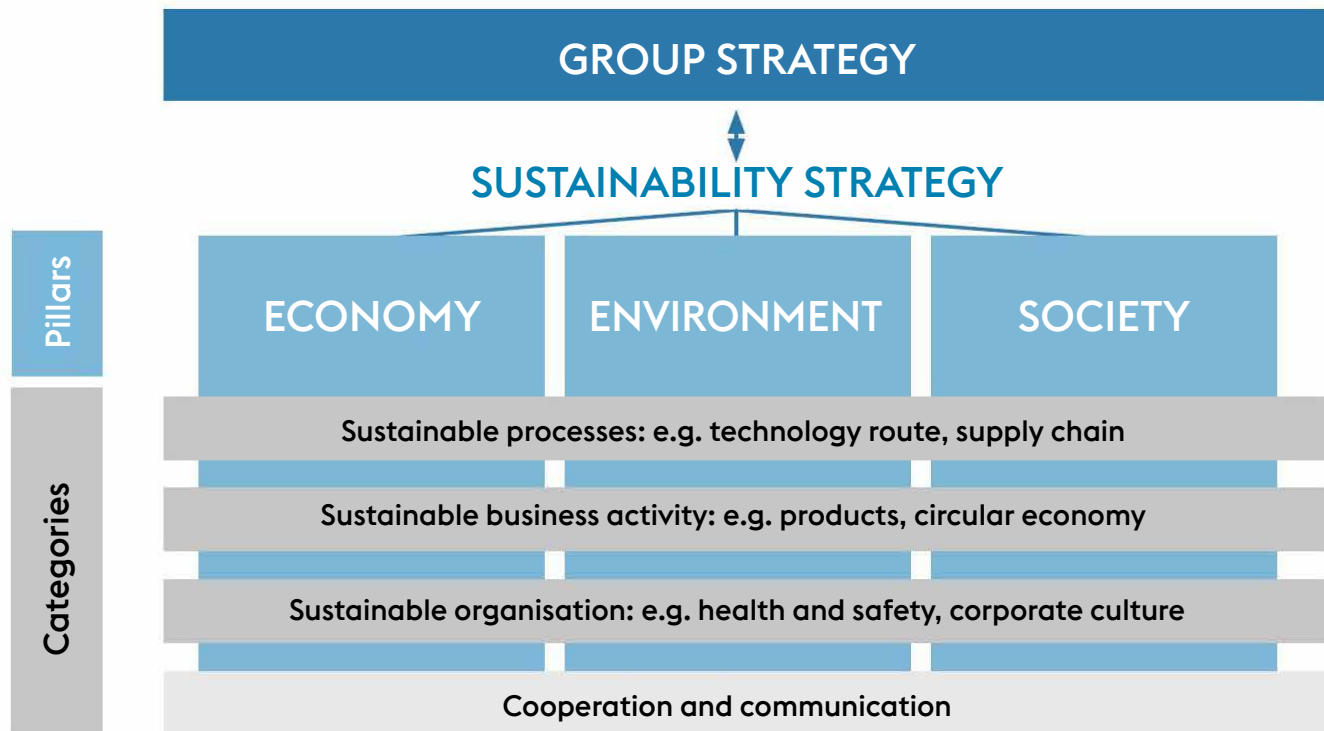 GROUP STRATEGY
SUSTAINABILITY STRATEGY
Pillars
ECONOMY
ENVIRONMENT
SOCIETY
Categories
Sustainable processes: e.g. technology route, supply chain
Sustainable business activity: e.g. products, circular economy
Sustainable organisation: e.g. health and safety, corporate culture
Cooperation and communication